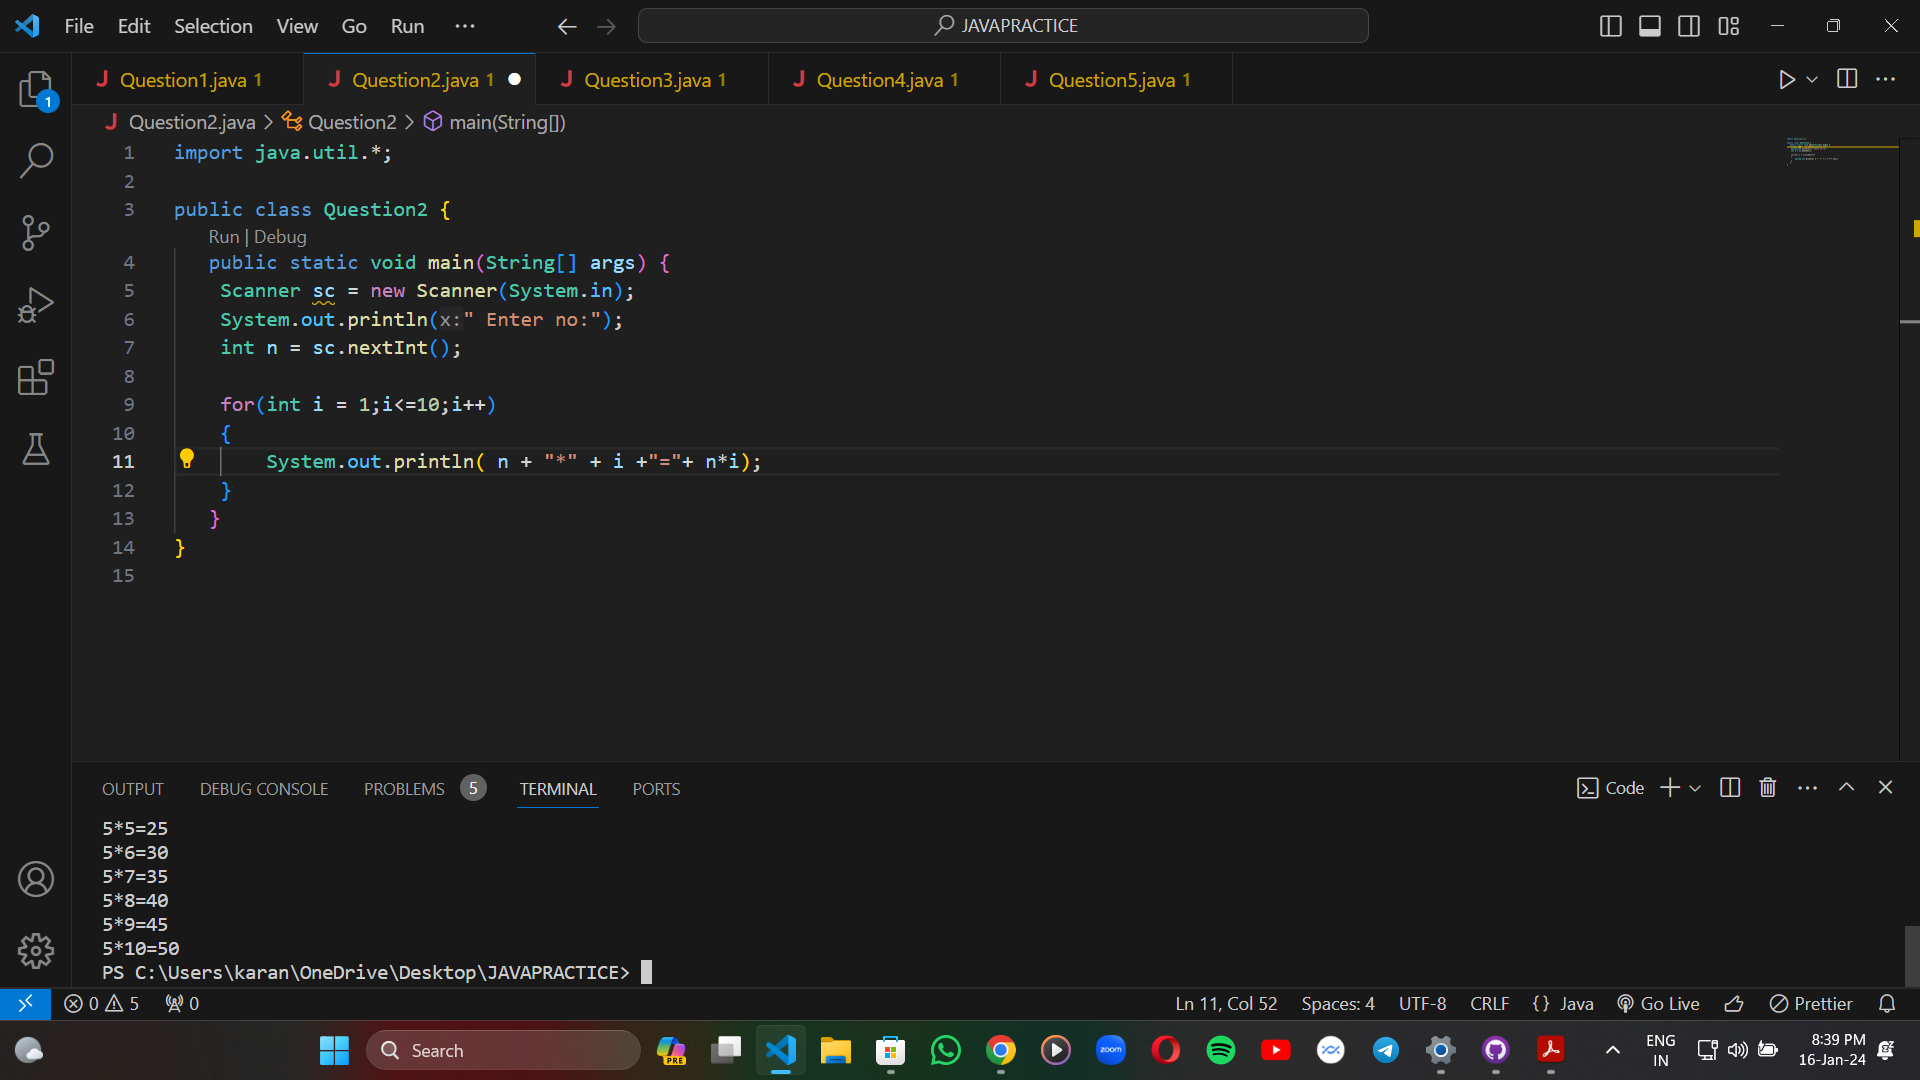 File Edit Selection View Go Run ··· JAVAPRACTICE
Question1.java 1 Question2.java 1 Question3.java 1 Question4.java 1 Question5.java 1
Question2.java > Question2 > main(String[])
1 import java.util.*;
2
3 public class Question2 {
Run | Debug
4 public static void main(String[] args) {
5 Scanner sc = new Scanner(System.in);
6 System.out.println(x:" Enter no:");
7 int n = sc.nextInt();
8
9 for(int i = 1;i<=10;i++)
10 {
11 System.out.println( n + "*" + i +"="+ n*i);
12 }
13 }
14 }
15
1
OUTPUT DEBUG CONSOLE PROBLEMS 5 TERMINAL PORTS Code
5*5=25
5*6=30
5*7=35
5*8=40
5*9=45
5*10=50
PS C:\Users\karan\OneDrive\Desktop\JAVAPRACTICE>
0 5 0 Ln 11, Col 52 Spaces: 4 UTF-8 CRLF {} Java Go Live Prettier
Search PRE zoom ENG IN 8:39 PM 16-Jan-24